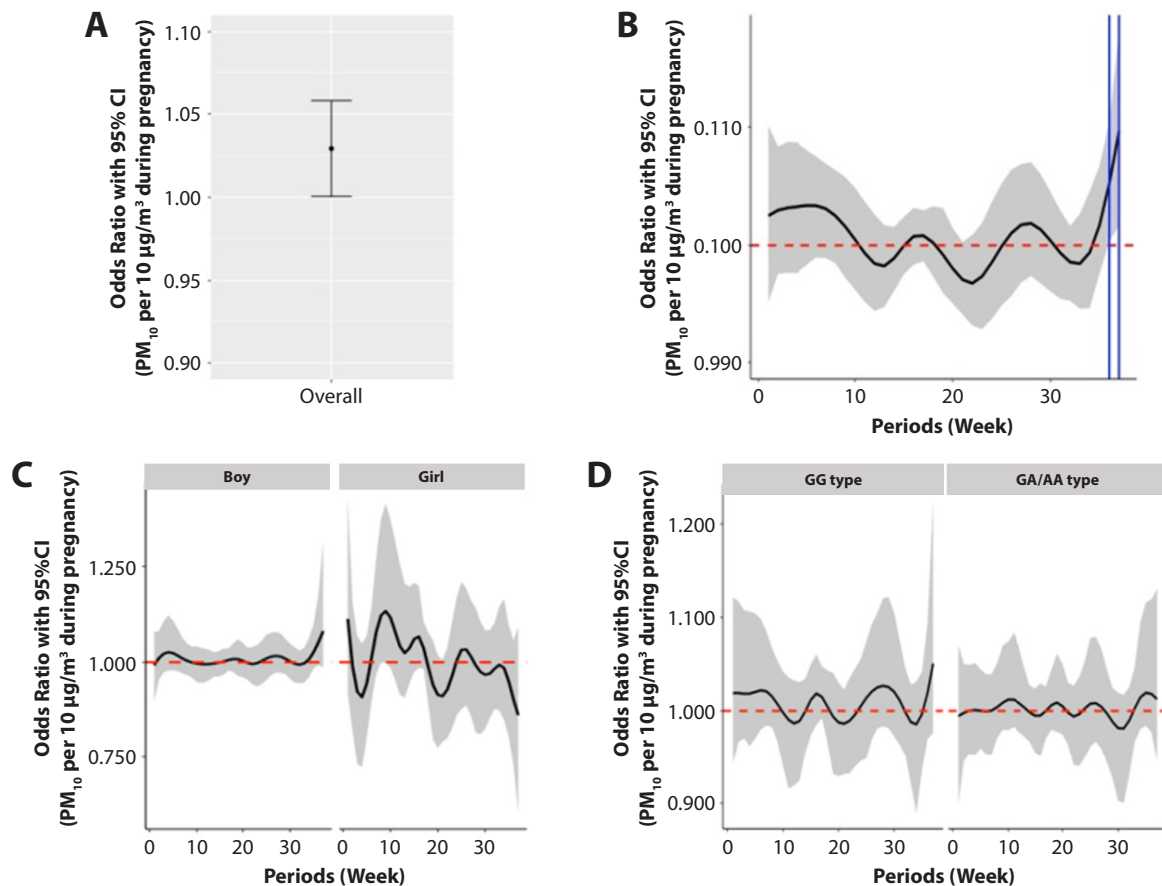 A
Odds Ratio with 95% CI
(PM₁₀ per 10 µg/m³ during pregnancy)
1.10
1.05
1.00
0.95
0.90
Overall
B
Odds Ratio with 95% CI
(PM₁₀ per 10 µg/m³ during pregnancy)
0.110
0.100
0.990
0 10 20 30
Periods (Week)
C
Odds Ratio with 95%CI
(PM₁₀ per 10 µg/m³ during pregnancy)
Boy Girl
1.250
1.000
0.750
0 10 20 30 0 10 20 30
Periods (Week)
D
Odds Ratio with 95%CI
(PM₁₀ per 10 µg/m³ during pregnancy)
GG type GA/AA type
1.200
1.100
1.000
0.900
0 10 20 30 0 10 20 30
Periods (Week)